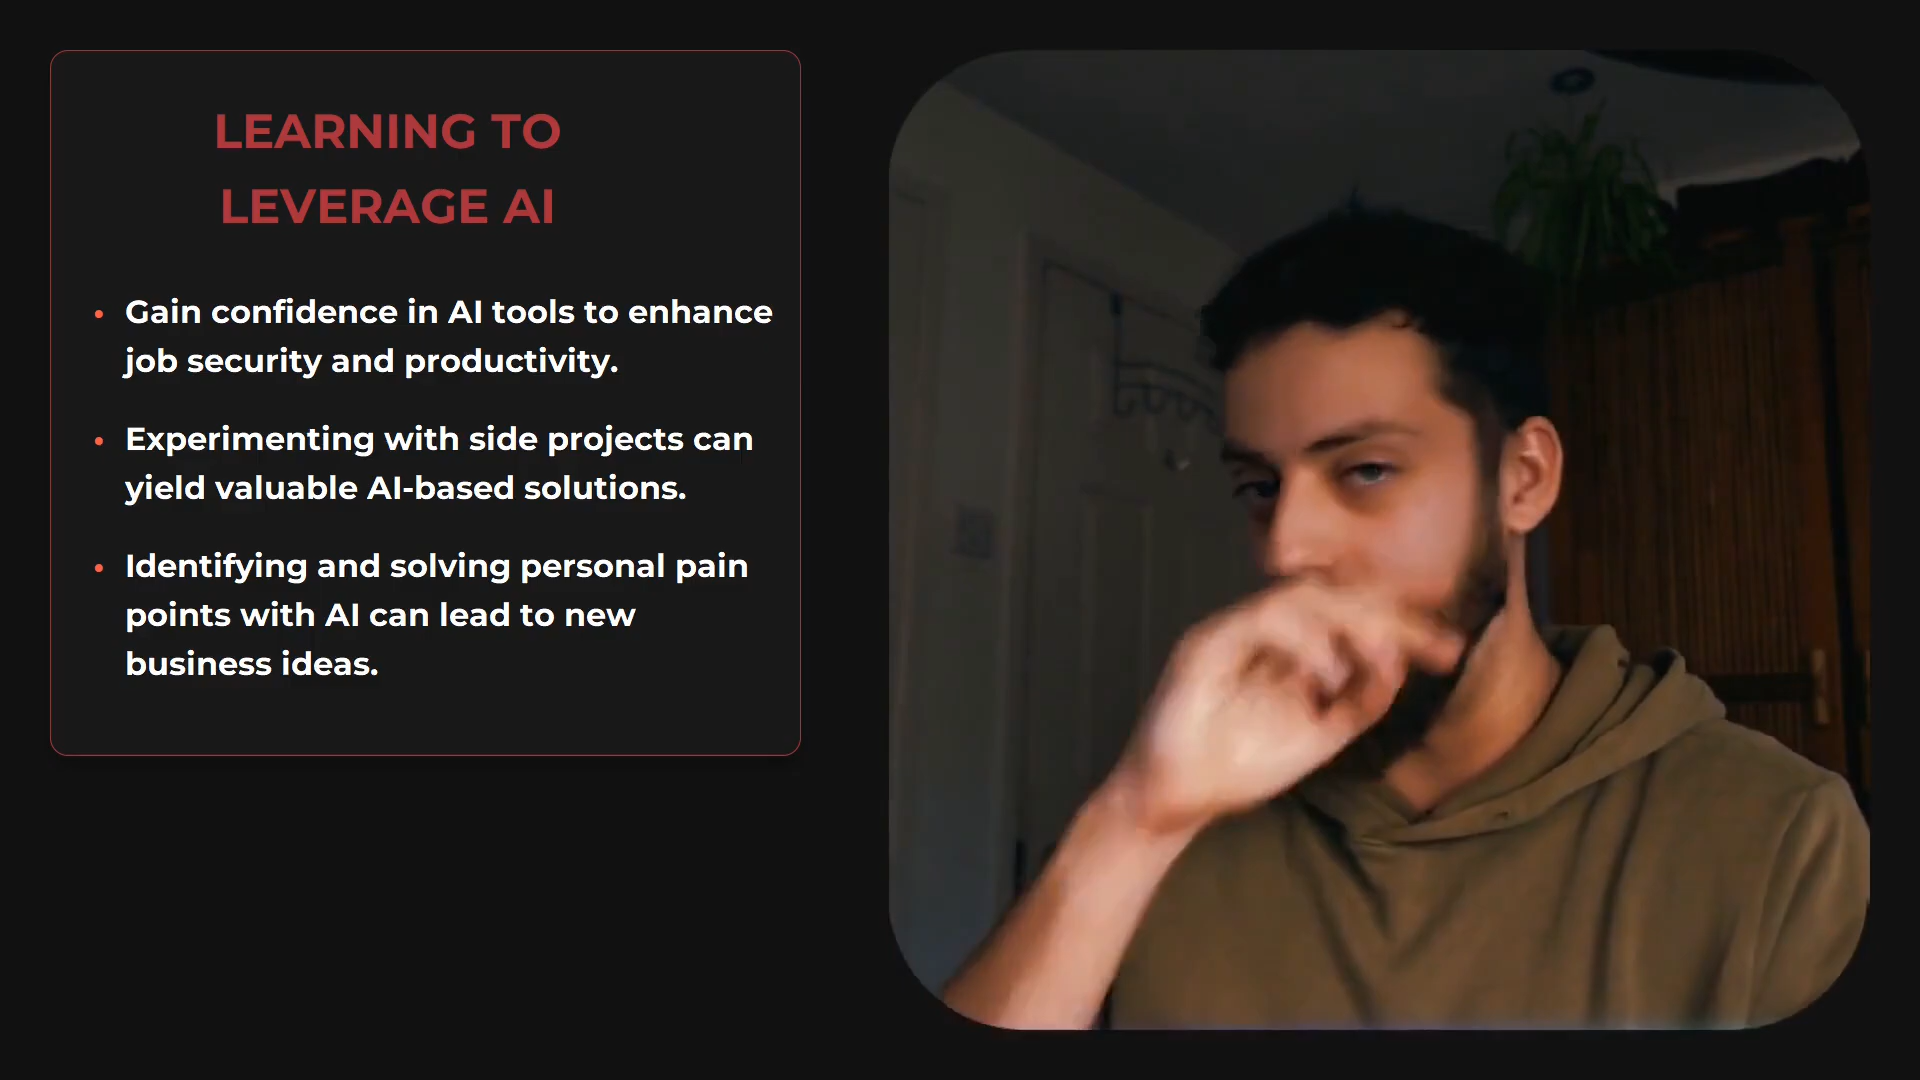 LEARNING TO
LEVERAGE AI
Gain confidence in AI tools to enhance
job security and productivity.
Experimenting with side projects can
yield valuable AI-based solutions.
Identifying and solving personal pain
points with AI can lead to new
business ideas.